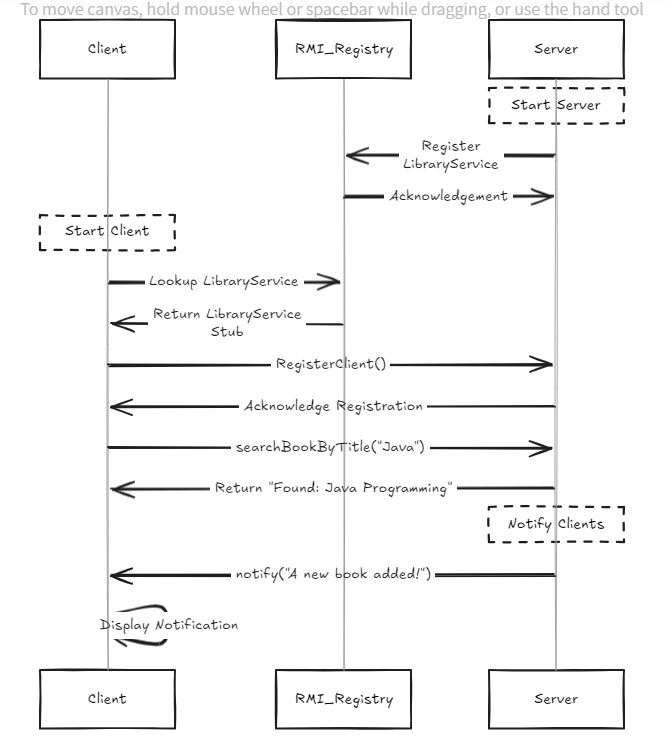 To move canvas, hold mouse wheel or spacebar while dragging, or use the hand tool
Client
RMI_Registry
Server
Start Server
Register
LibraryService
Acknowledgement
Start Client
Lookup LibraryService
Return LibraryService
Stub
RegisterClient()
Acknowledge Registration
searchBookByTitle("Java")
Return "Found: Java Programming"
Notify Clients
notify("A new book added!")
Display Notification
Client
RMI_Registry
Server